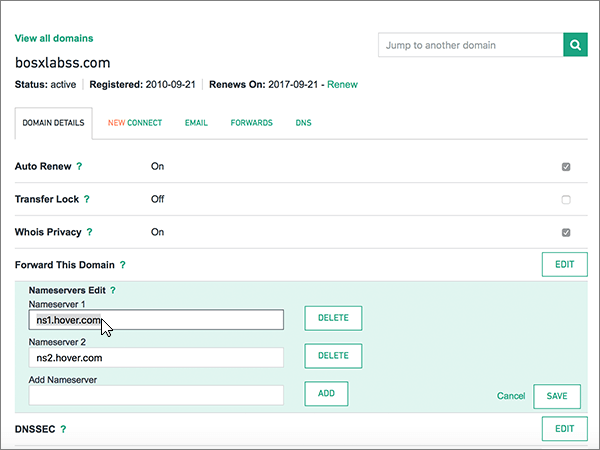 View all domains
Jump to another domain
bosxlabss.com
Status: active Registered: 2010-09-21 Renews On: 2017-09-21 - Renew
DOMAIN DETAILS NEW CONNECT EMAIL FORWARDS DNS
Auto Renew ? On
Transfer Lock ? Off
Whois Privacy ? On
Forward This Domain ? EDIT
Nameservers Edit ?
Nameserver 1
ns1.hover.com DELETE
Nameserver 2
ns2.hover.com DELETE
Add Nameserver
ADD Cancel SAVE
DNSSEC ? EDIT